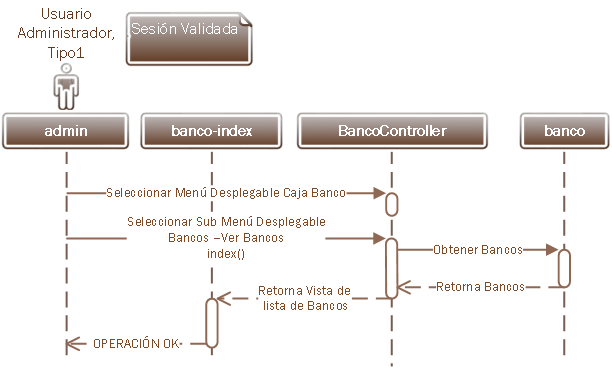 Usuario
Administrador,
Tipo1
Sesión Validada
admin
banco-index
BancoController
banco
Seleccionar Menú Desplegable Caja Banco
Seleccionar Sub Menú Desplegable
Bancos –Ver Bancos
index()
Obtener Bancos
Retorna Bancos
Retorna Vista de
lista de Bancos
OPERACIÓN OK